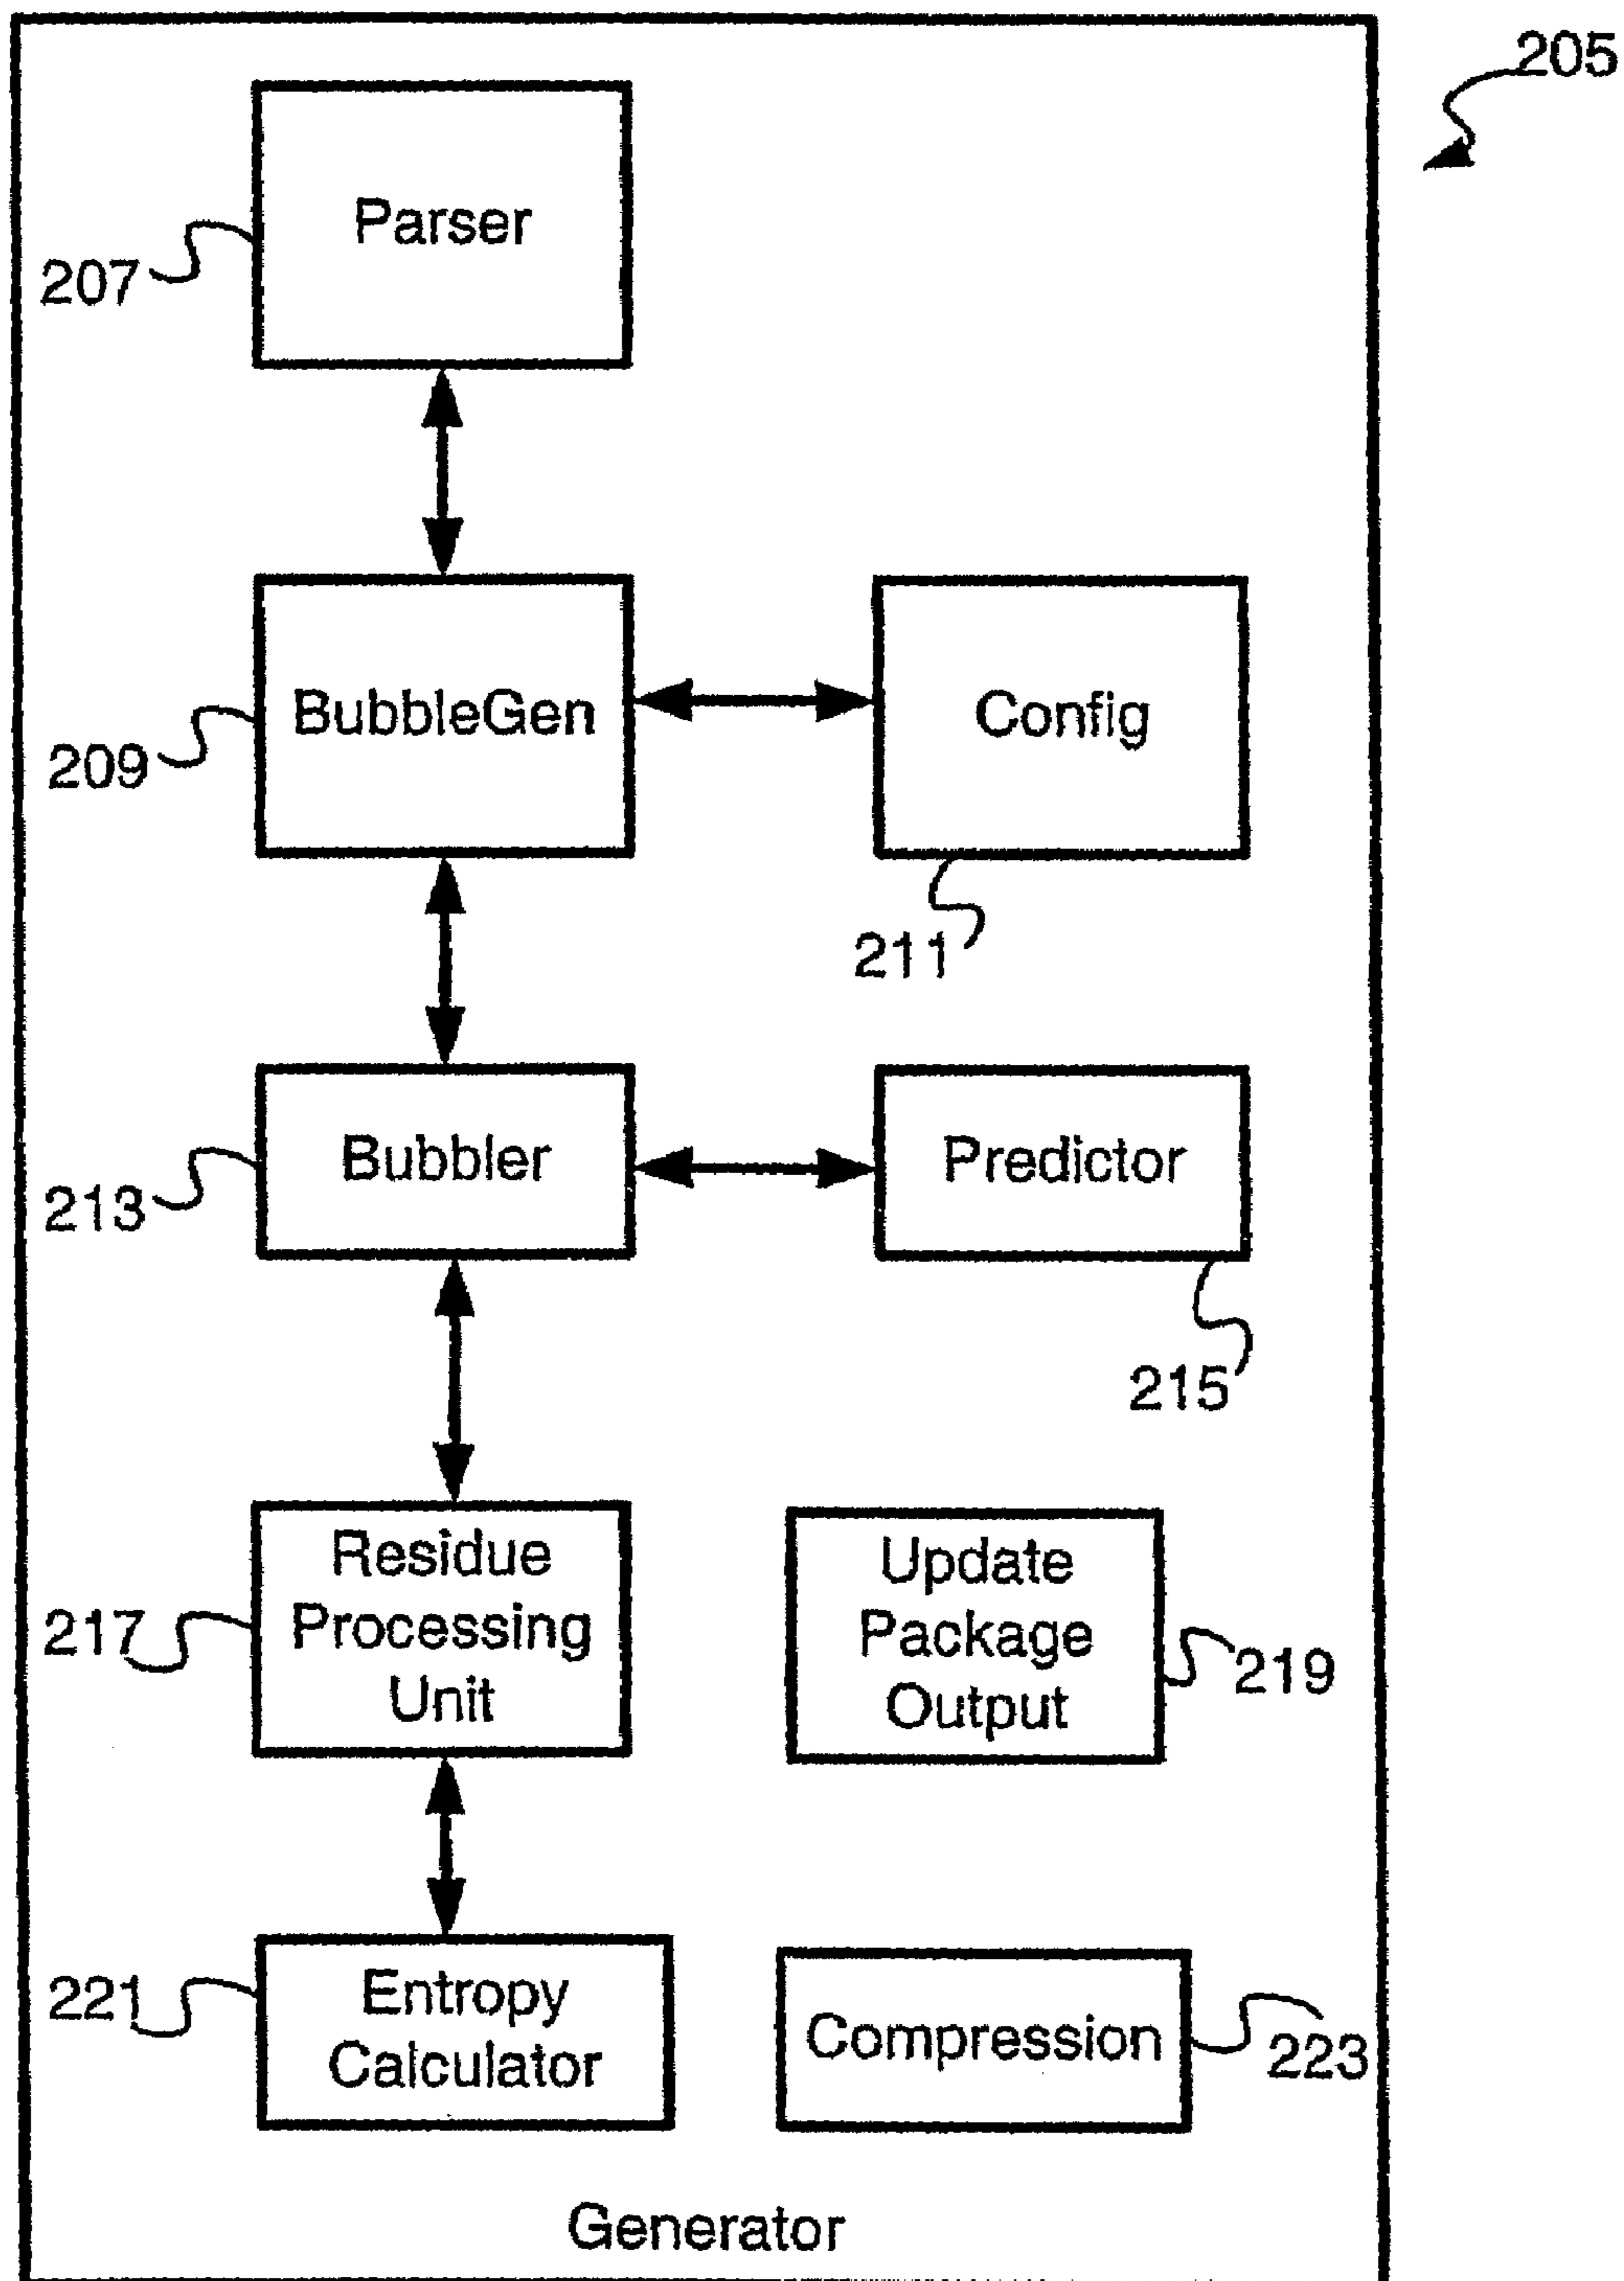 205
Parser
207
BubbleGen
Config
209
211
Bubbler
Predictor
213
215
Residue
Processing
Unit
217
Update
Package
Output
219
Entropy
Calculator
221
Compression
223
Generator